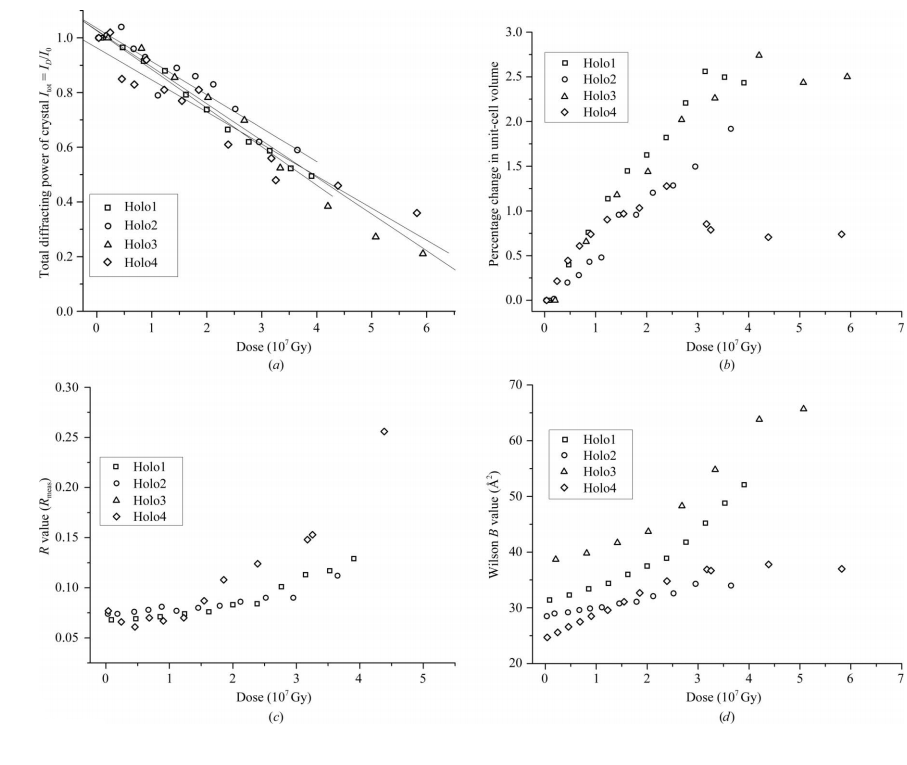 Total diffracting power of crystal I_tot = I_D/I_0
1.0
0.8
0.6
0.4
0.2
0.0
Holo1
Holo2
Holo3
Holo4
0 1 2 3 4 5 6
Dose (10^7 Gy)
(a)
Percentage change in unit-cell volume
3.0
2.5
2.0
1.5
1.0
0.5
0.0
Holo1
Holo2
Holo3
Holo4
0 1 2 3 4 5 6 7
Dose (10^7 Gy)
(b)
R value (R_meas)
0.30
0.25
0.20
0.15
0.10
0.05
Holo1
Holo2
Holo3
Holo4
0 1 2 3 4 5
Dose (10^7 Gy)
(c)
Wilson B value (Å^2)
70
60
50
40
30
20
Holo1
Holo2
Holo3
Holo4
0 1 2 3 4 5 6 7
Dose (10^7 Gy)
(d)